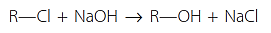 R—Cl + NaOH → R—OH + NaCl